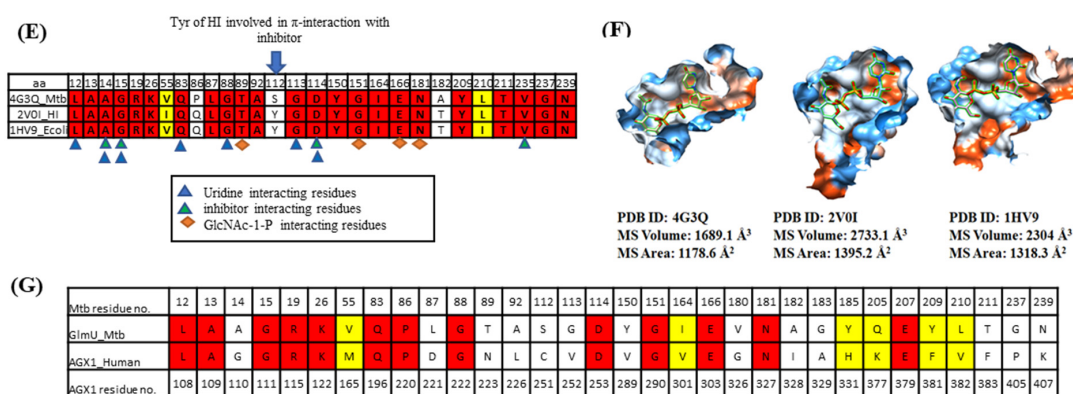 Tyr of HI involved in π-interaction with
inhibitor
(E)
aa 12 13 14 15 19 26 55 83 86 87 88 89 92 112 113 114 150 151 164 166 181 182 209 210 211 235 237 239
4G3Q_Mtb L A A G R K V Q P L G T A S G D Y G I E N A Y L T V G N
2V0I_HI L A A G R K I Q Q L G T A Y G D Y G I E N T Y I T V G N
1HV9_Ecoli L A A G R K V Q Q L G T A Y G D Y G I E N T Y I T V G N
Uridine interacting residues
inhibitor interacting residues
GlcNAc-1-P interacting residues
(F)
PDB ID: 4G3Q
MS Volume: 1689.1 Å3
MS Area: 1178.6 Å2
PDB ID: 2V0I
MS Volume: 2733.1 Å3
MS Area: 1395.2 Å2
PDB ID: 1HV9
MS Volume: 2304 Å3
MS Area: 1318.3 Å2
(G)
Mtb residue no. 12 13 14 15 19 26 55 83 86 87 88 89 92 112 113 114 150 151 164 166 180 181 182 183 185 205 207 209 210 211 237 239
GlmU_Mtb L A A G R K V Q P L G T A S G D Y G I E V N A G Y Q E Y L T G N
AGX1_Human L A G G R K M Q P D G N L C V D V G V E G N I A H K E F V F P K
AGX1 residue no. 108 109 110 111 115 122 165 196 220 221 222 223 226 251 252 253 289 290 301 303 326 327 328 329 331 377 379 381 382 383 405 407